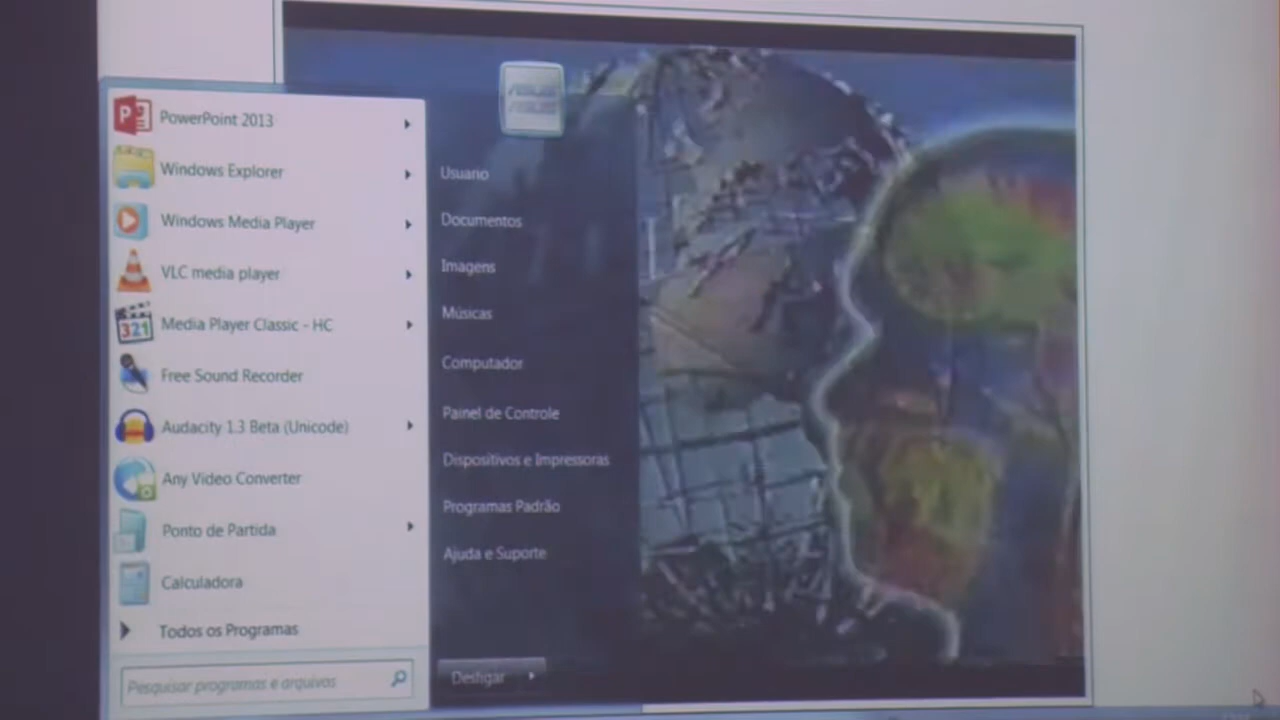 PowerPoint 2013
Windows Explorer
Windows Media Player
VLC media player
321
Media Player Classic - HC
Free Sound Recorder
Audacity 1.3 Beta (Unicode)
Any Video Converter
Ponto de Partida
Calculadora
Todos os Programas
Pesquisar programas e arquivos
Usuano
Documentos
Imagens
Músicas
Computador
Painel de Controle
Dispositivos e Impressoras
Programas Padrão
Ajuda e Suporte
Desligar